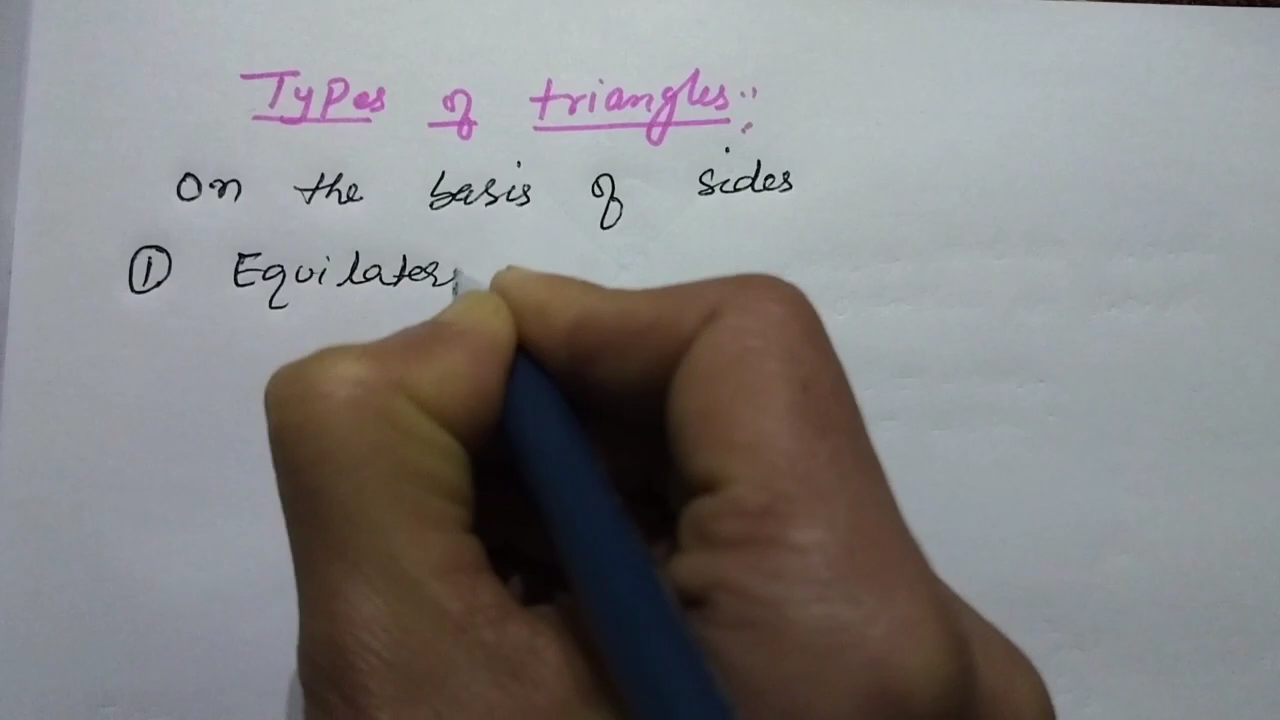 Types of triangles:
On the basis of sides
① Equilater